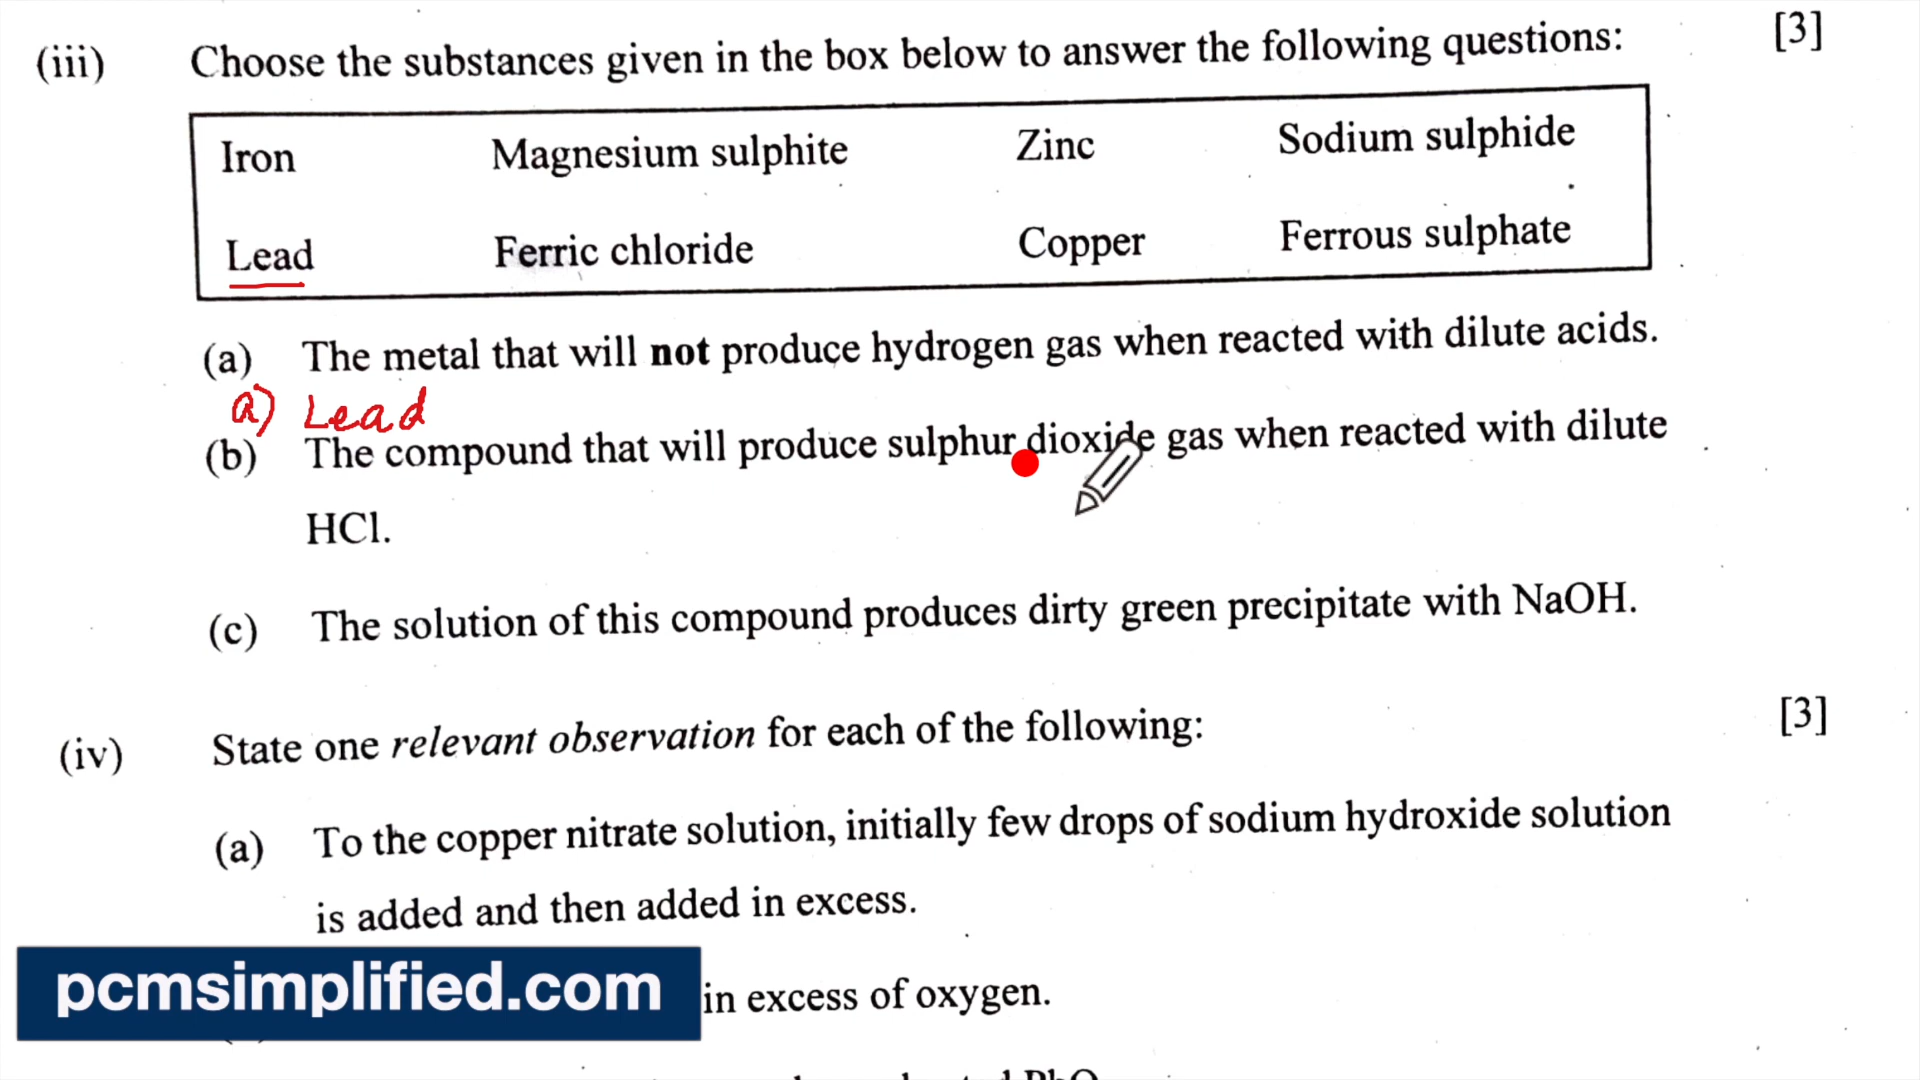 (iii) Choose the substances given in the box below to answer the following questions: [3]
Iron Magnesium sulphite Zinc Sodium sulphide
Lead Ferric chloride Copper Ferrous sulphate
(a) The metal that will not produce hydrogen gas when reacted with dilute acids.
a) Lead
(b) The compound that will produce sulphur dioxide gas when reacted with dilute
HCl.
(c) The solution of this compound produces dirty green precipitate with NaOH.
(iv) State one relevant observation for each of the following: [3]
(a) To the copper nitrate solution, initially few drops of sodium hydroxide solution
is added and then added in excess.
pcmsimplified.com
in excess of oxygen.
PbO